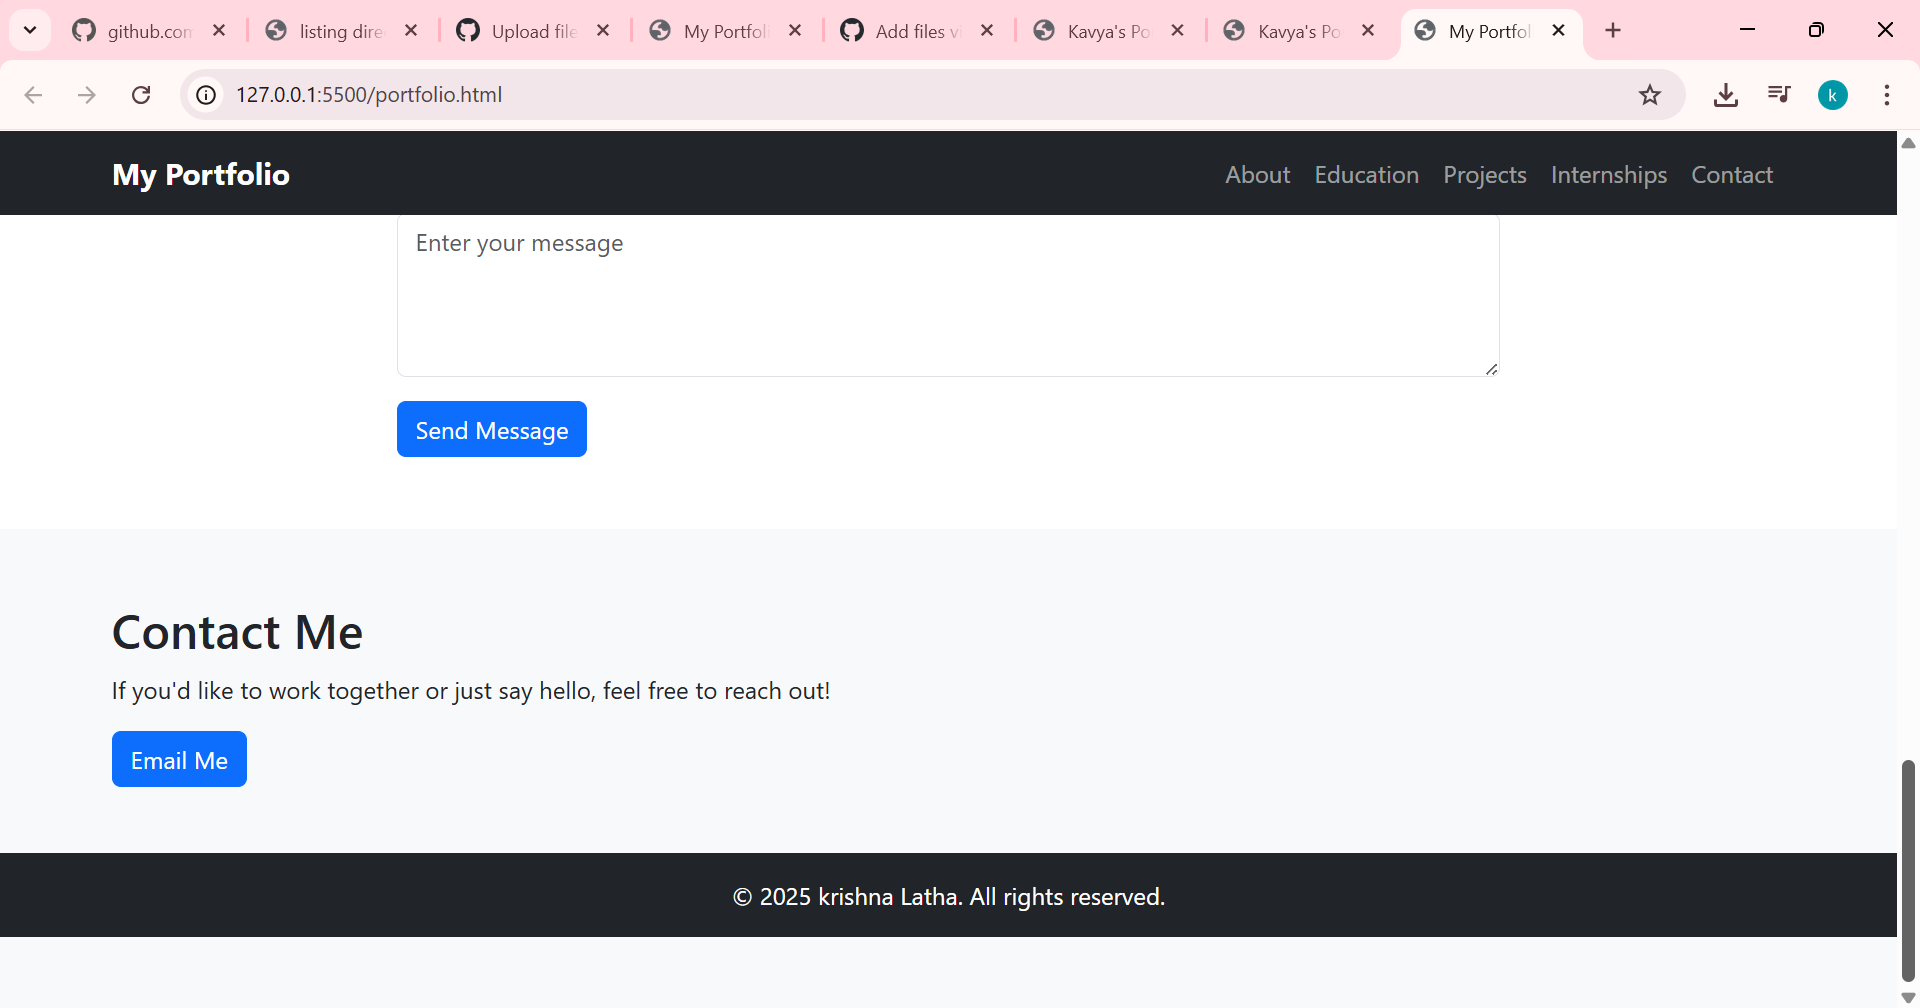 github.com
listing dire
Upload file
My Portfoli
Add files vi
Kavya's Po
Kavya's Po
My Portfol
127.0.0.1:5500/portfolio.html
k
My Portfolio
About Education Projects Internships Contact
Enter your message
Send Message
Contact Me
If you'd like to work together or just say hello, feel free to reach out!
Email Me
© 2025 krishna Latha. All rights reserved.